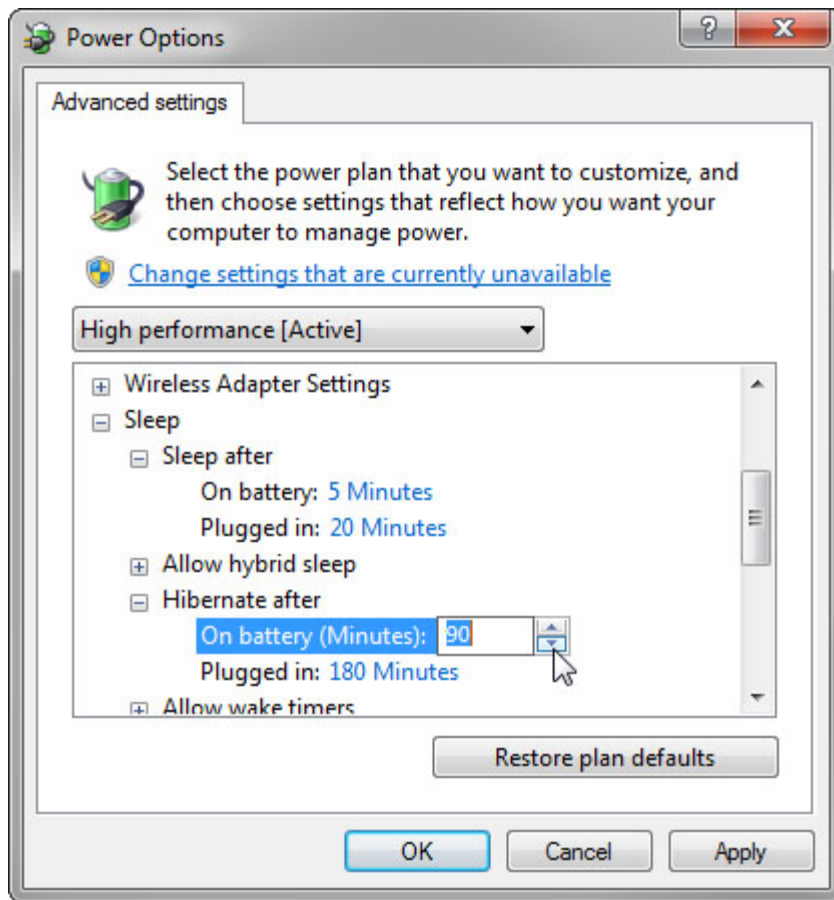 Power Options
Advanced settings
Select the power plan that you want to customize, and
then choose settings that reflect how you want your
computer to manage power.
Change settings that are currently unavailable
High performance [Active]
Wireless Adapter Settings
Sleep
Sleep after
On battery: 5 Minutes
Plugged in: 20 Minutes
Allow hybrid sleep
Hibernate after
On battery (Minutes): 90
Plugged in: 180 Minutes
Allow wake timers
Restore plan defaults
OK Cancel Apply